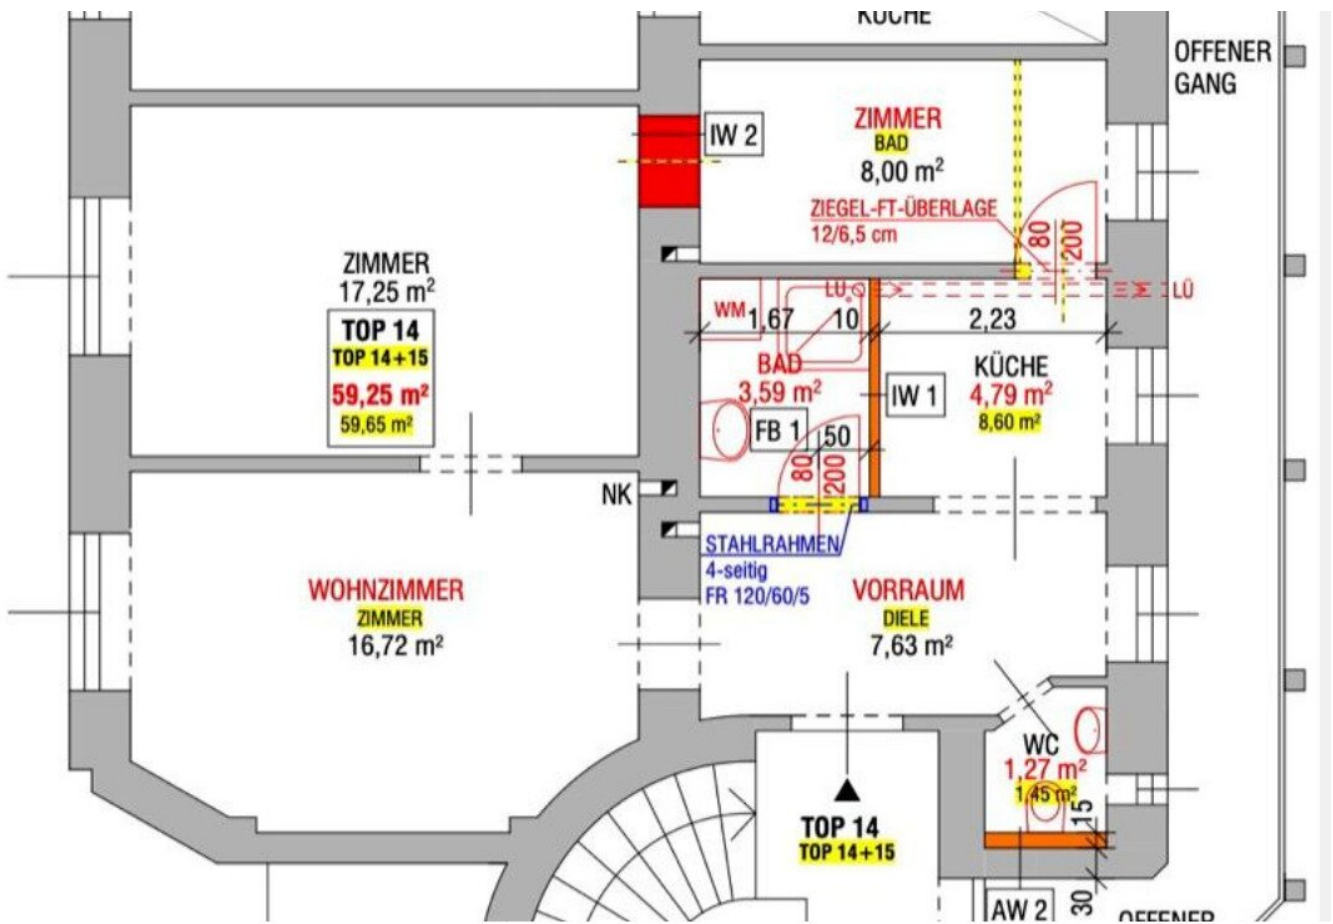 KÜCHE
OFFENER
GANG
IW 2
ZIMMER
BAD
8,00 m²
ZIEGEL-FT-ÜBERLAGE
12/6,5 cm
80
200
ZIMMER
17,25 m²
TOP 14
TOP 14+15
59,25 m²
59,65 m²
WM
LÜ
LÜ
1,67
10
2,23
BAD
3,59 m²
FB 1
50
80
200
IW 1
KÜCHE
4,79 m²
8,60 m²
NK
STAHLRAHMEN
4-seitig
FR 120/60/5
WOHNZIMMER
ZIMMER
16,72 m²
VORRAUM
DIELE
7,63 m²
WC
1,27 m²
1,45 m²
15
TOP 14
TOP 14+15
AW 2
30
OFFENER